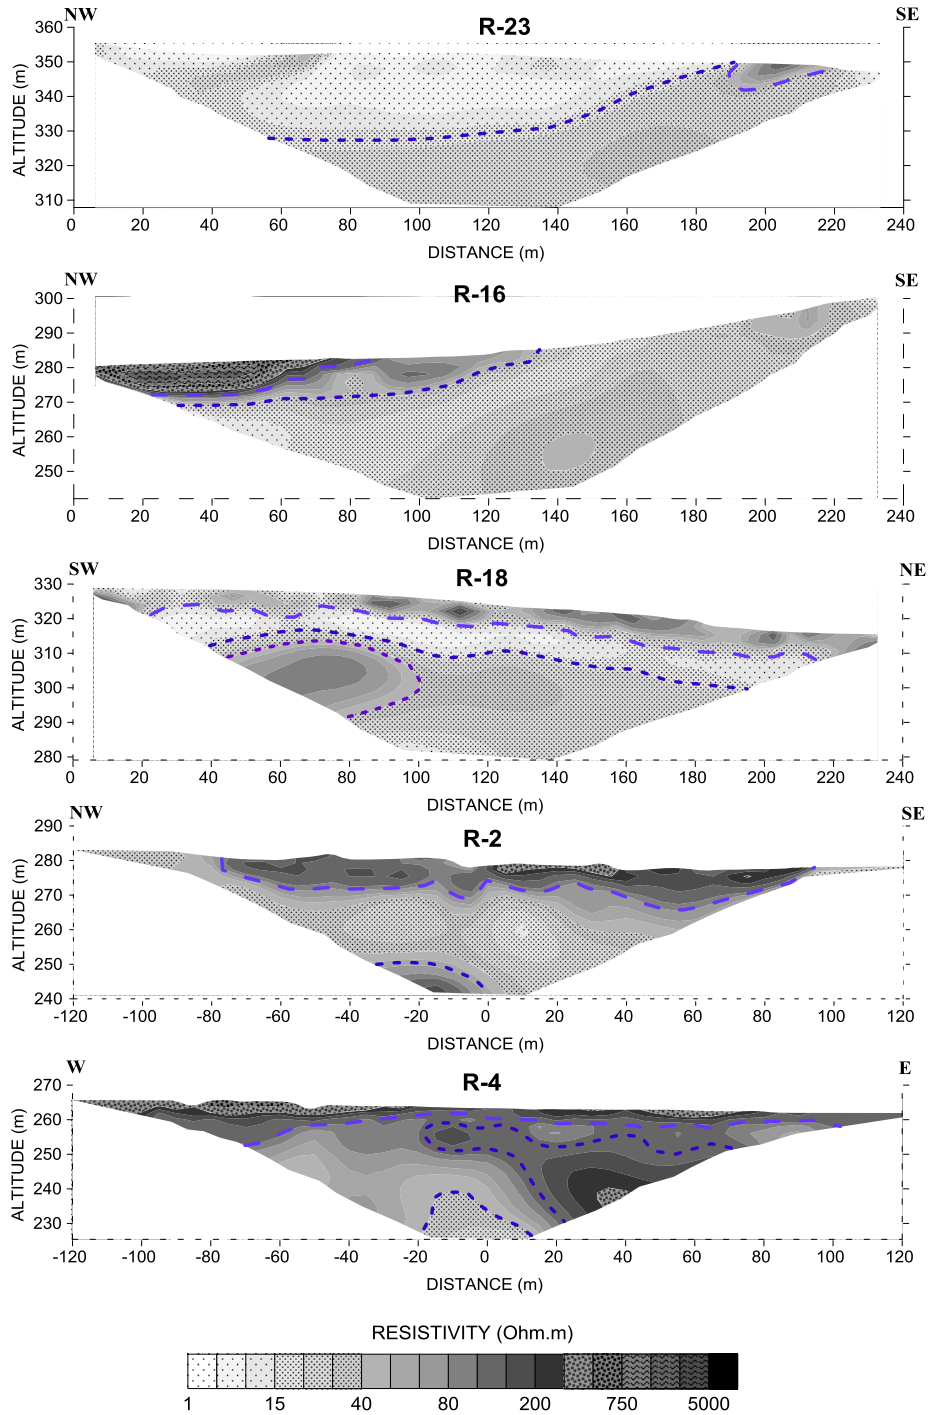 NW SE
R-23
ALTITUDE (m)
360
350
340
330
320
310
0 20 40 60 80 100 120 140 160 180 200 220 240
DISTANCE (m)
NW SE
R-16
ALTITUDE (m)
300
290
280
270
260
250
0 20 40 60 80 100 120 140 160 180 200 220 240
DISTANCE (m)
SW NE
R-18
ALTITUDE (m)
330
320
310
300
290
280
0 20 40 60 80 100 120 140 160 180 200 220 240
DISTANCE (m)
NW SE
R-2
ALTITUDE (m)
290
280
270
260
250
240
-120 -100 -80 -60 -40 -20 0 20 40 60 80 100 120
DISTANCE (m)
W E
R-4
ALTITUDE (m)
270
260
250
240
230
-120 -100 -80 -60 -40 -20 0 20 40 60 80 100 120
DISTANCE (m)
RESISTIVITY (Ohm.m)
1 15 40 80 200 750 5000